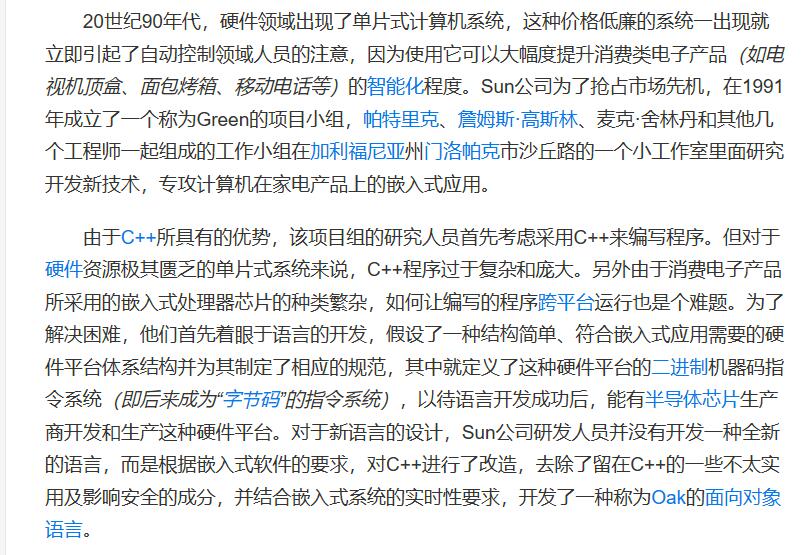 20世纪90年代，硬件领域出现了单片式计算机系统，这种价格低廉的系统一出现就
立即引起了自动控制领域人员的注意，因为使用它可以大幅度提升消费类电子产品（如电
视机顶盒、面包烤箱、移动电话等）的智能化程度。Sun公司为了抢占市场先机，在1991
年成立了一个称为Green的项目小组，帕特里克、詹姆斯·高斯林、麦克·舍林丹和其他几
个工程师一起组成的工作小组在加利福尼亚州门洛帕克市沙丘路的一个小工作室里面研究
开发新技术，专攻计算机在家电产品上的嵌入式应用。
由于C++所具有的优势，该项目组的研究人员首先考虑采用C++来编写程序。但对于
硬件资源极其匮乏的单片式系统来说，C++程序过于复杂和庞大。另外由于消费电子产品
所采用的嵌入式处理器芯片的种类繁杂，如何让编写的程序跨平台运行也是个难题。为了
解决困难，他们首先着眼于语言的开发，假设了一种结构简单、符合嵌入式应用需要的硬
件平台体系结构并为其制定了相应的规范，其中就定义了这种硬件平台的二进制机器码指
令系统（即后来成为“字节码”的指令系统），以待语言开发成功后，能有半导体芯片生产
商开发和生产这种硬件平台。对于新语言的设计，Sun公司研发人员并没有开发一种全新
的语言，而是根据嵌入式软件的要求，对C++进行了改造，去除了留在C++的一些不太实
用及影响安全的成分，并结合嵌入式系统的实时性要求，开发了一种称为Oak的面向对象
语言。